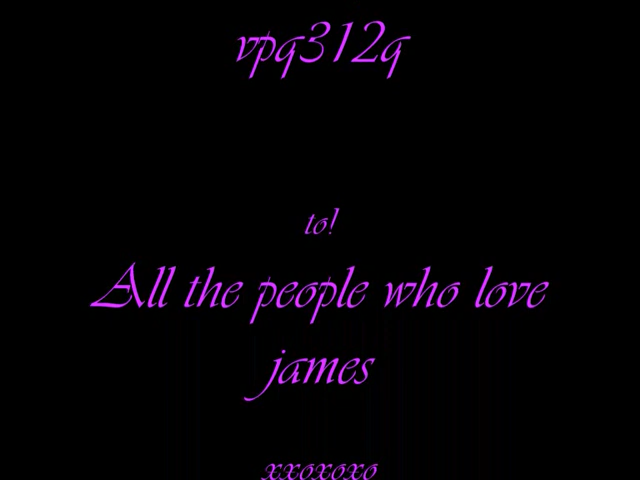 vpq312q
to!
All the people who love
james
xxoxoxo